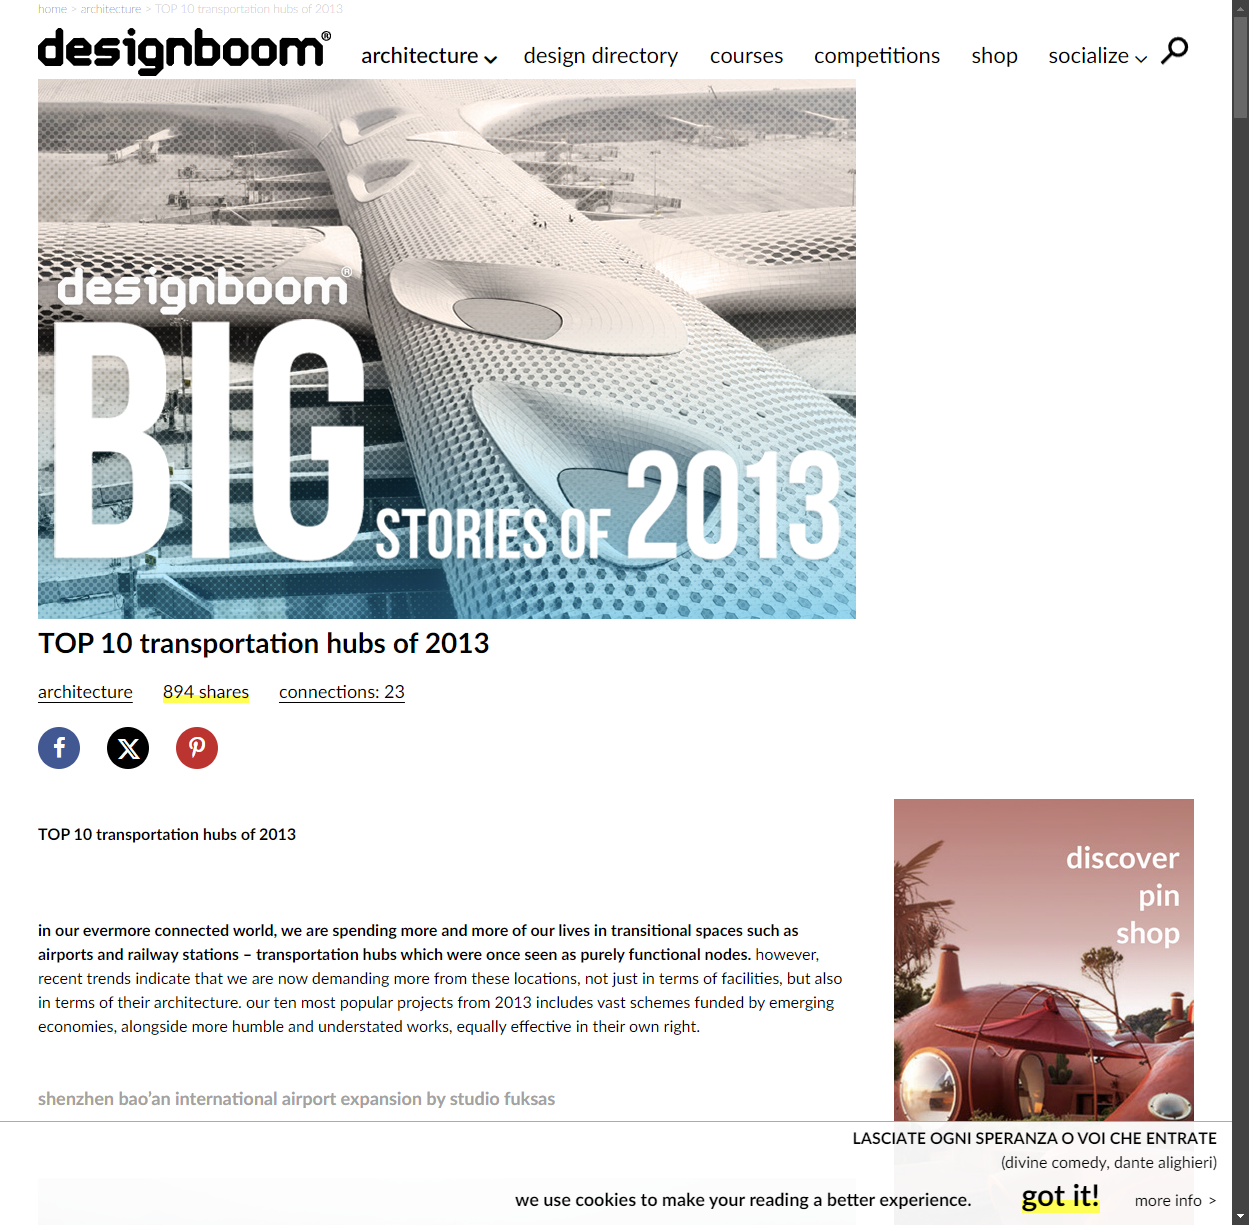 home > architecture > TOP 10 transportation hubs of 2013
designboom®
architecture design directory courses competitions shop socialize
designboom®
BIG STORIES OF 2013
TOP 10 transportation hubs of 2013
architecture 894 shares connections: 23
TOP 10 transportation hubs of 2013
in our evermore connected world, we are spending more and more of our lives in transitional spaces such as
airports and railway stations – transportation hubs which were once seen as purely functional nodes. however,
recent trends indicate that we are now demanding more from these locations, not just in terms of facilities, but also
in terms of their architecture. our ten most popular projects from 2013 includes vast schemes funded by emerging
economies, alongside more humble and understated works, equally effective in their own right.
shenzhen bao’an international airport expansion by studio fuksas
discover
pin
shop
LASCIATE OGNI SPERANZA O VOI CHE ENTRATE
(divine comedy, dante alighieri)
we use cookies to make your reading a better experience. got it! more info >